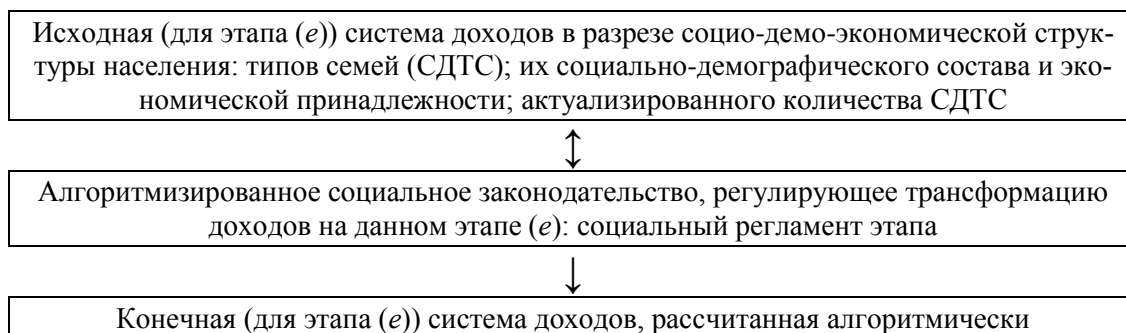 Исходная (для этапа (e)) система доходов в разрезе социо-демо-экономической струк-
туры населения: типов семей (СДТС); их социально-демографического состава и эко-
номической принадлежности; актуализированного количества СДТС
↕
Алгоритмизированное социальное законодательство, регулирующее трансформацию
доходов на данном этапе (e): социальный регламент этапа
↓
Конечная (для этапа (e)) система доходов, рассчитанная алгоритмически